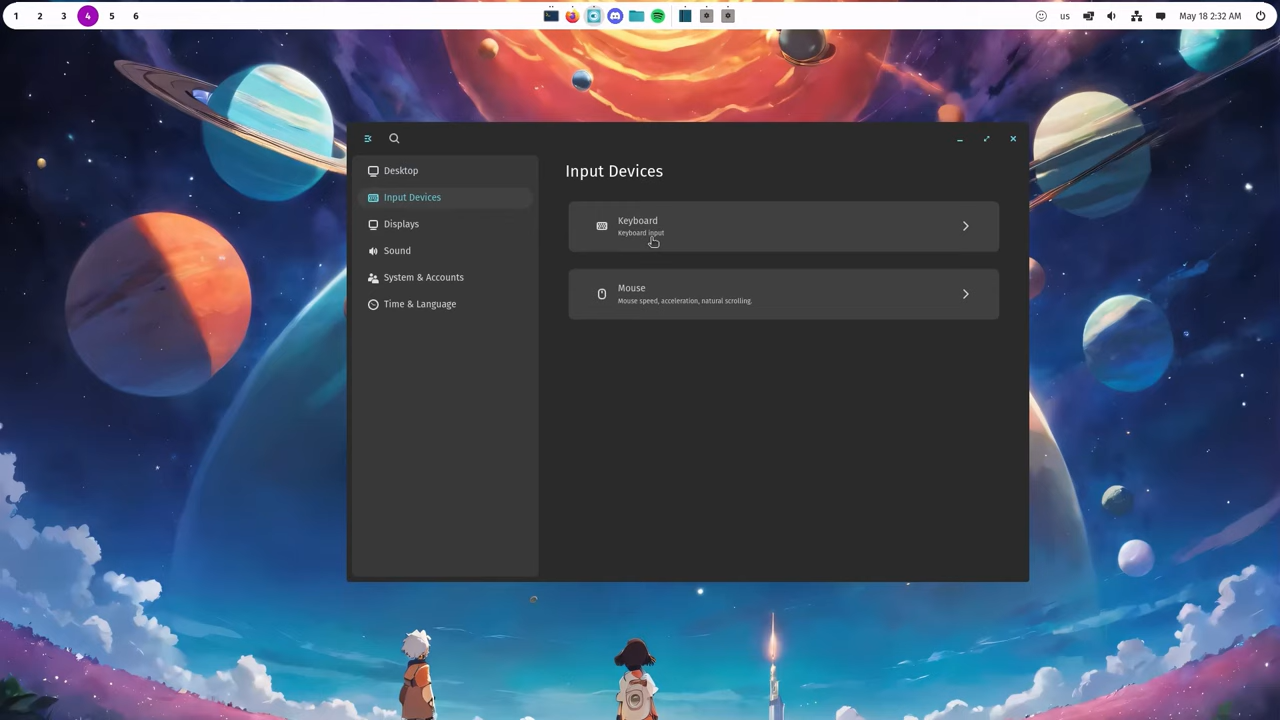 1 2 3 4 5 6 us May 18 2:32 AM
Desktop
Input Devices
Displays
Sound
System & Accounts
Time & Language
Input Devices
Keyboard
Keyboard input
Mouse
Mouse speed, acceleration, natural scrolling.